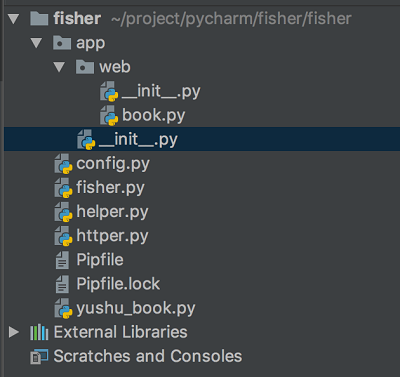 fisher ~/project/pycharm/fisher/fisher
app
web
__init__.py
book.py
__init__.py
config.py
fisher.py
helper.py
httper.py
Pipfile
Pipfile.lock
yushu_book.py
External Libraries
Scratches and Consoles